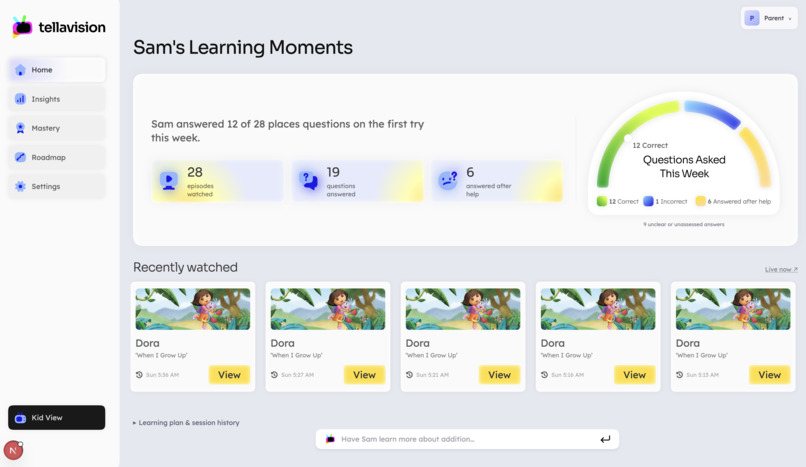 tellavision
P Parent
Sam's Learning Moments
Home
Insights
Mastery
Roadmap
Settings
Sam answered 12 of 28 places questions on the first try
this week.
28
episodes
watched
19
questions
answered
6
answered after
help
12 Correct
Questions Asked
This Week
12 Correct
1 Incorrect
6 Answered after help
9 unclear or unassessed answers
Recently watched
Live now ↗
Dora
'When I Grow Up'
Sun 5:36 AM
View
Dora
'When I Grow Up'
Sun 5:27 AM
View
Dora
'When I Grow Up'
Sun 5:21 AM
View
Dora
'When I Grow Up'
Sun 5:16 AM
View
Dora
'When I Grow Up'
Sun 5:13 AM
View
Kid View
Learning plan & session history
Have Sam learn more about addition...
N